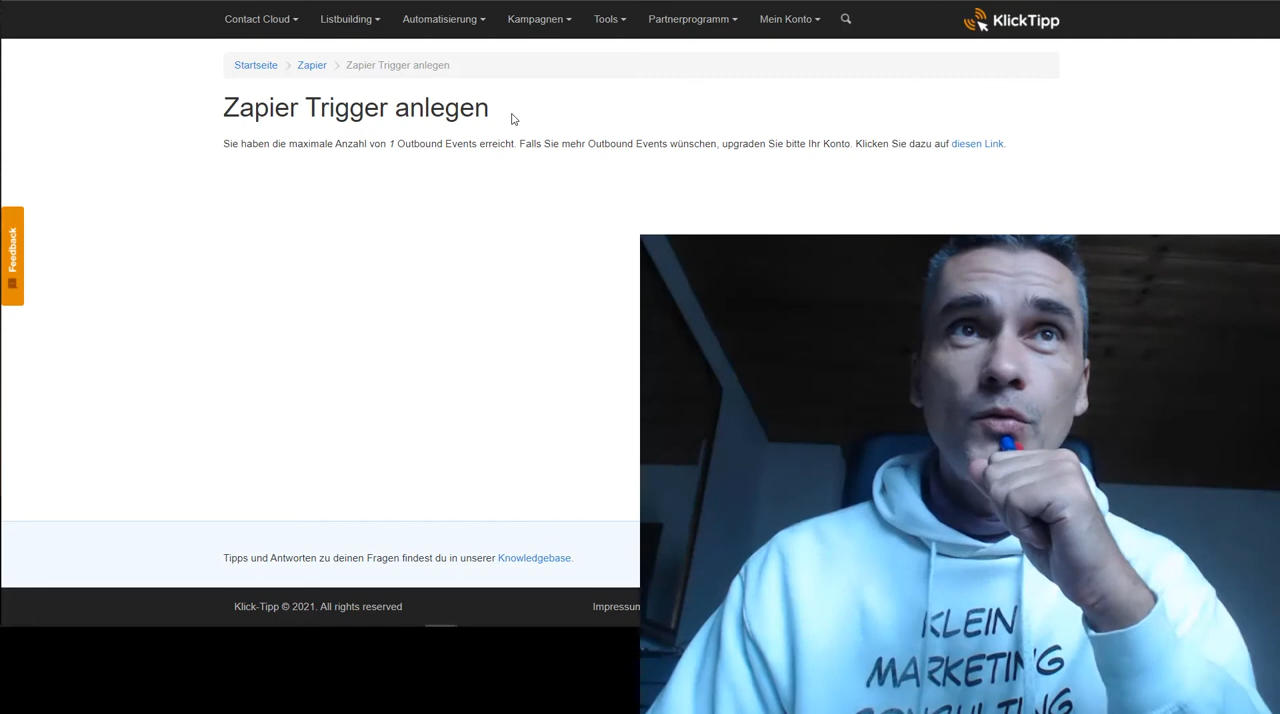 Contact Cloud Listbuilding Automatisierung Kampagnen Tools Partnerprogramm Mein Konto KlickTipp
Startseite Zapier Zapier Trigger anlegen
Zapier Trigger anlegen
Sie haben die maximale Anzahl von 1 Outbound Events erreicht. Falls Sie mehr Outbound Events wünschen, upgraden Sie bitte Ihr Konto. Klicken Sie dazu auf diesen Link.
Feedback
Tipps und Antworten zu deinen Fragen findest du in unserer Knowledgebase.
Klick-Tipp © 2021. All rights reserved Impressum
KLEIN
MARKETING
CONSULTING